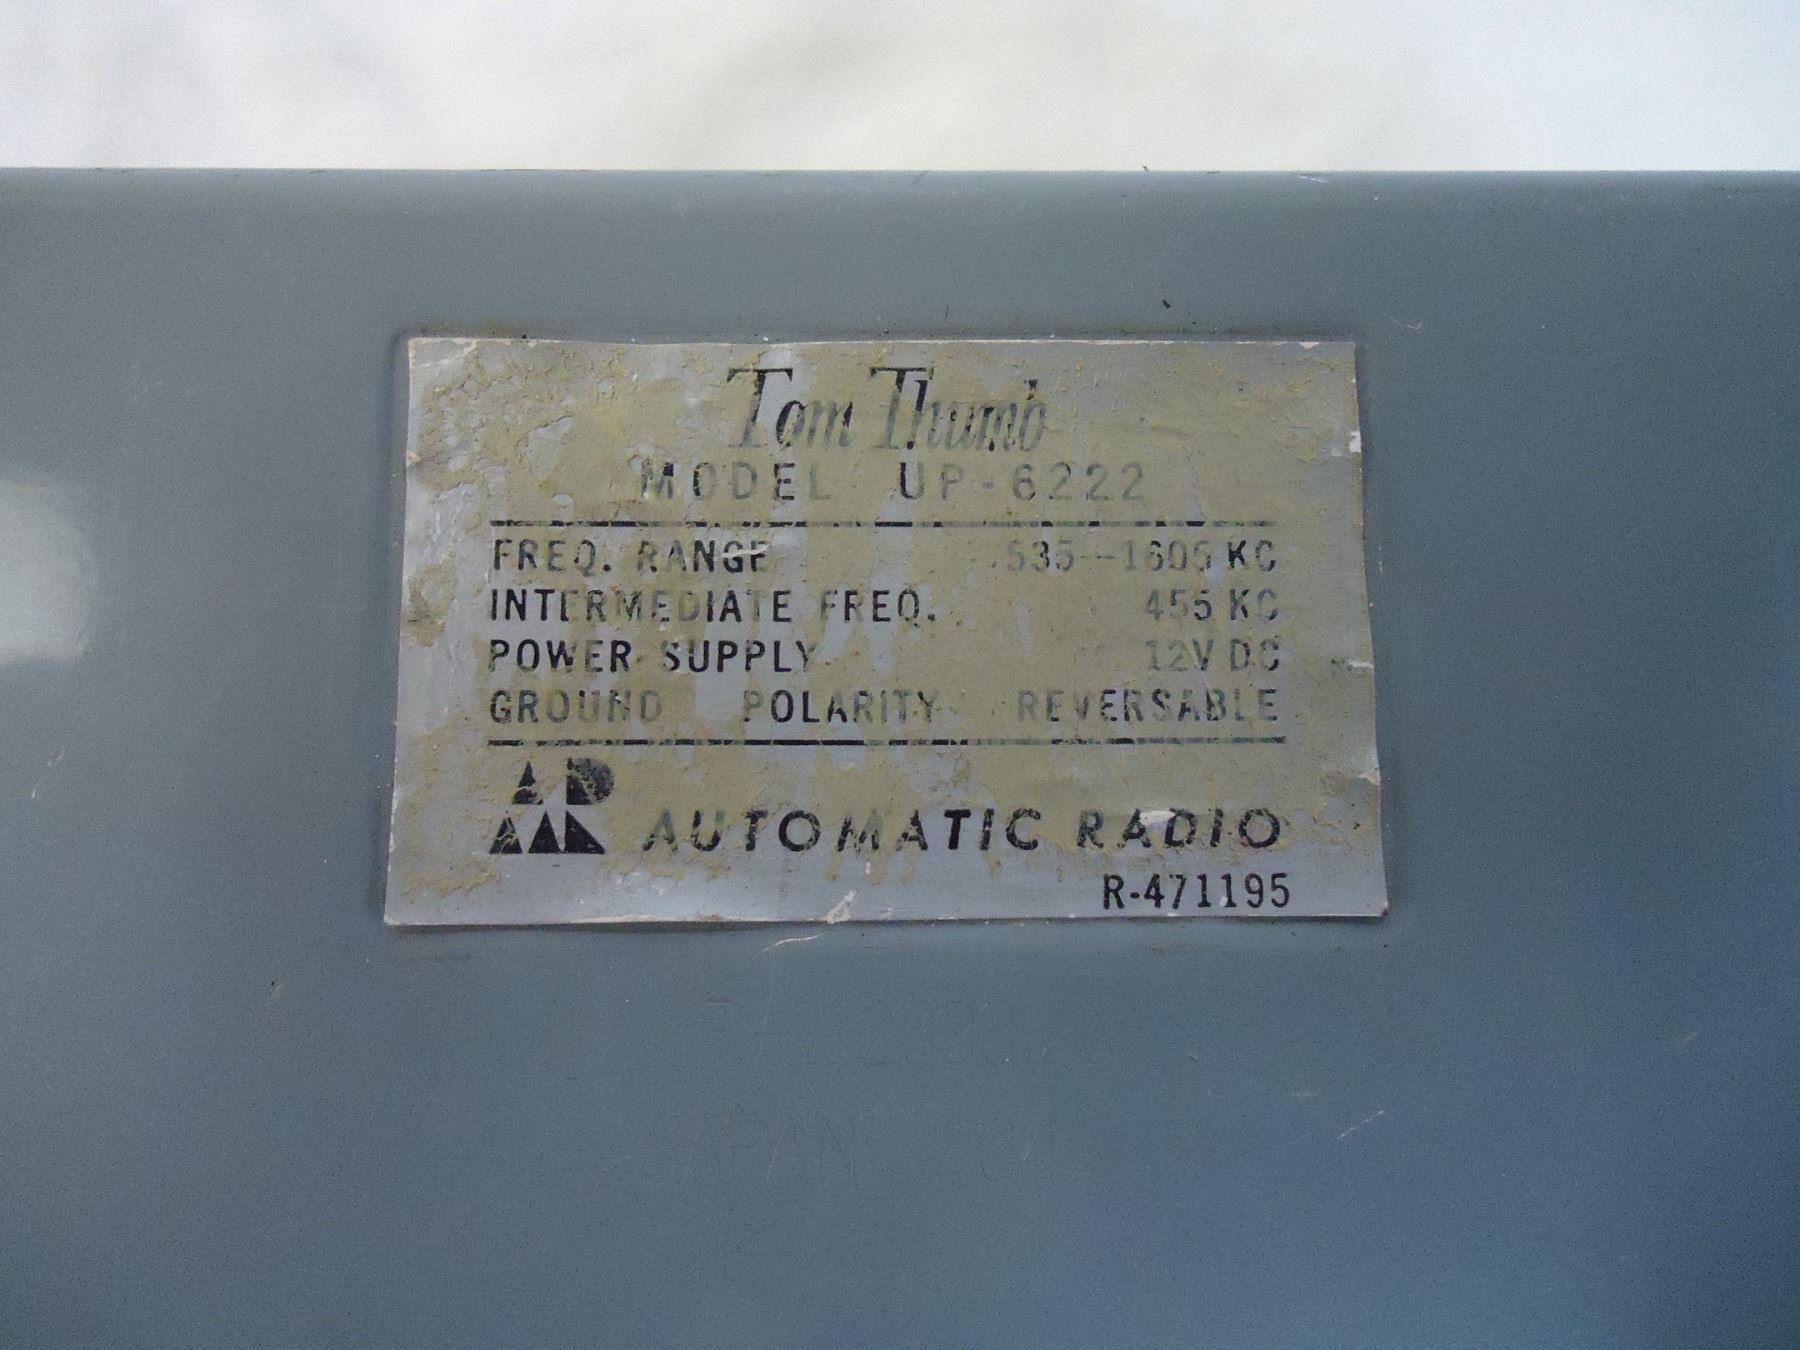 Tom Thumb
MODEL UP-6222
FREQ. RANGE 535—1605 KC
INTERMEDIATE FREQ. 455 KC
POWER SUPPLY 12V DC
GROUND POLARITY REVERSABLE
AUTOMATIC RADIO
R-471195
JAPAN